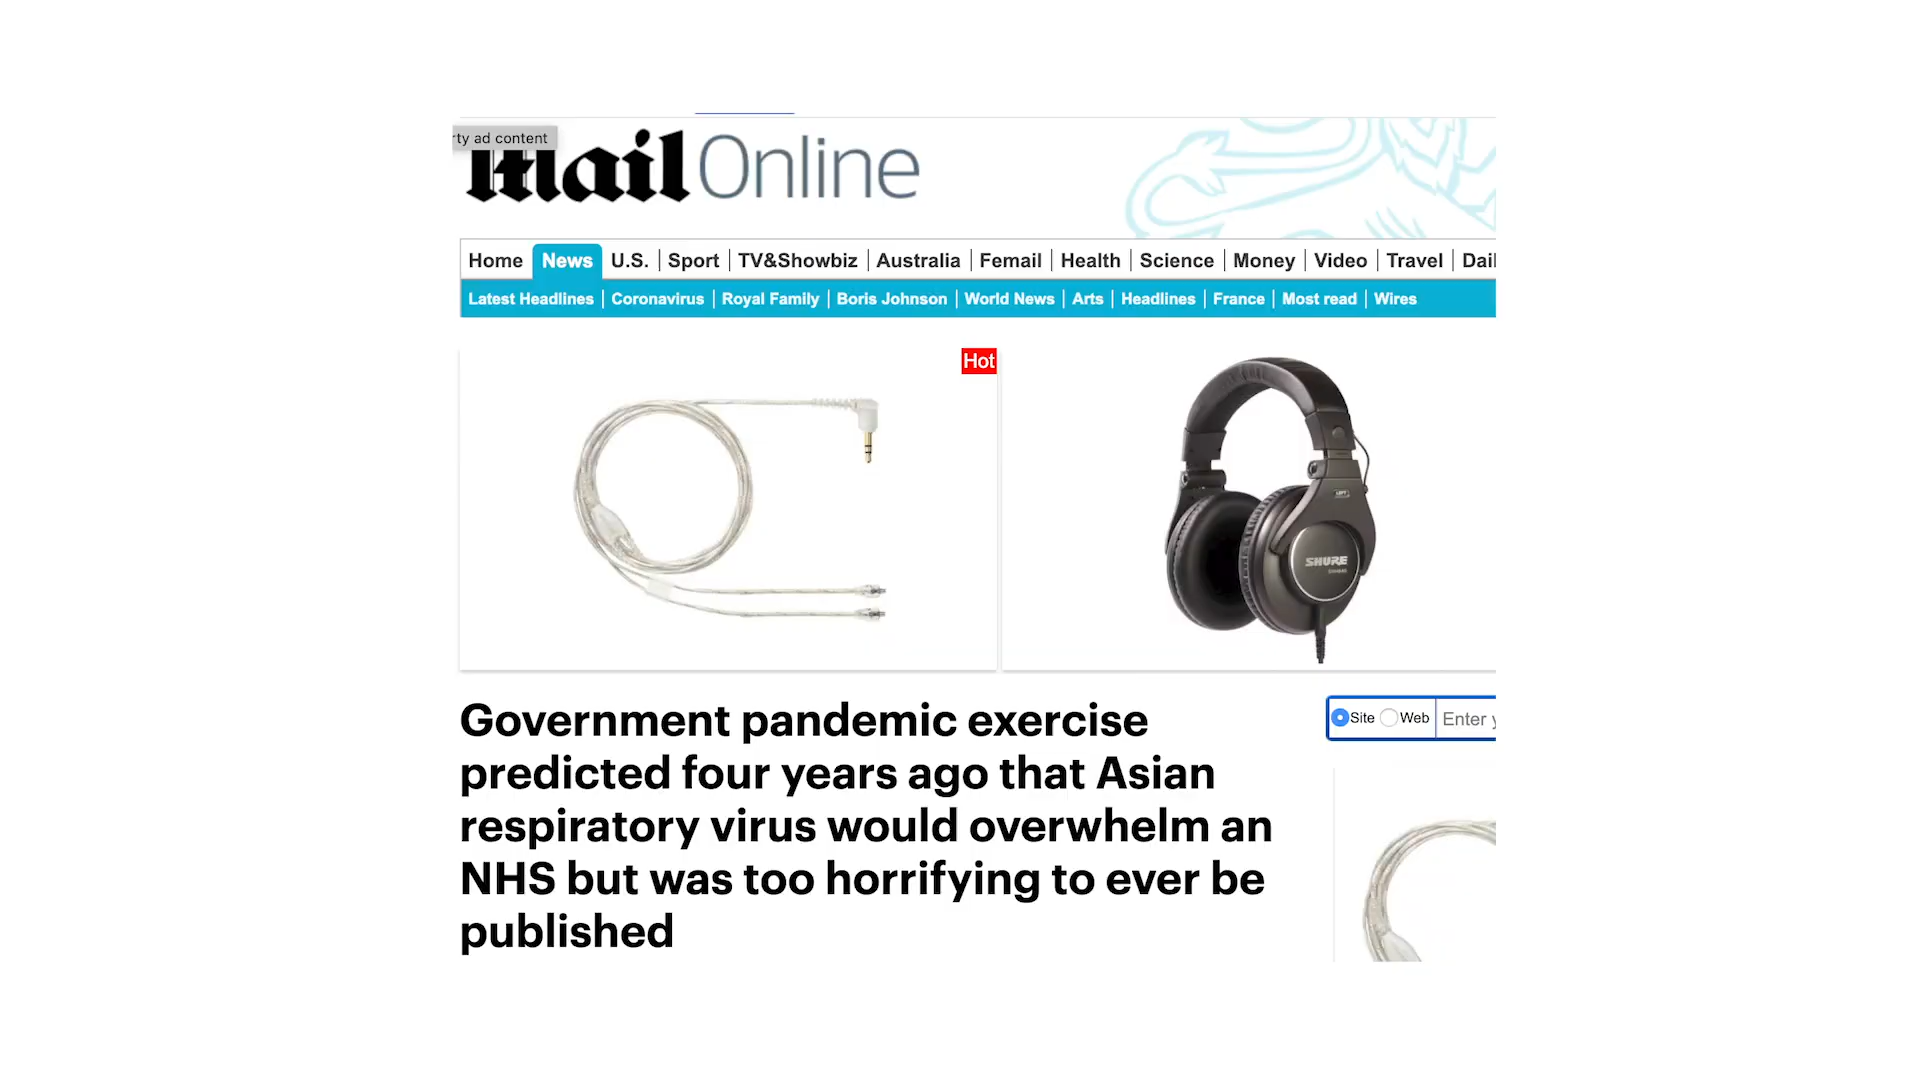 rty ad content
Mail Online
Home News U.S. Sport TV&Showbiz Australia Femail Health Science Money Video Travel Dail
Latest Headlines Coronavirus Royal Family Boris Johnson World News Arts Headlines France Most read Wires
Hot
LEFT
SHURE
Government pandemic exercise
predicted four years ago that Asian
respiratory virus would overwhelm an
NHS but was too horrifying to ever be
published
Site Web Enter y